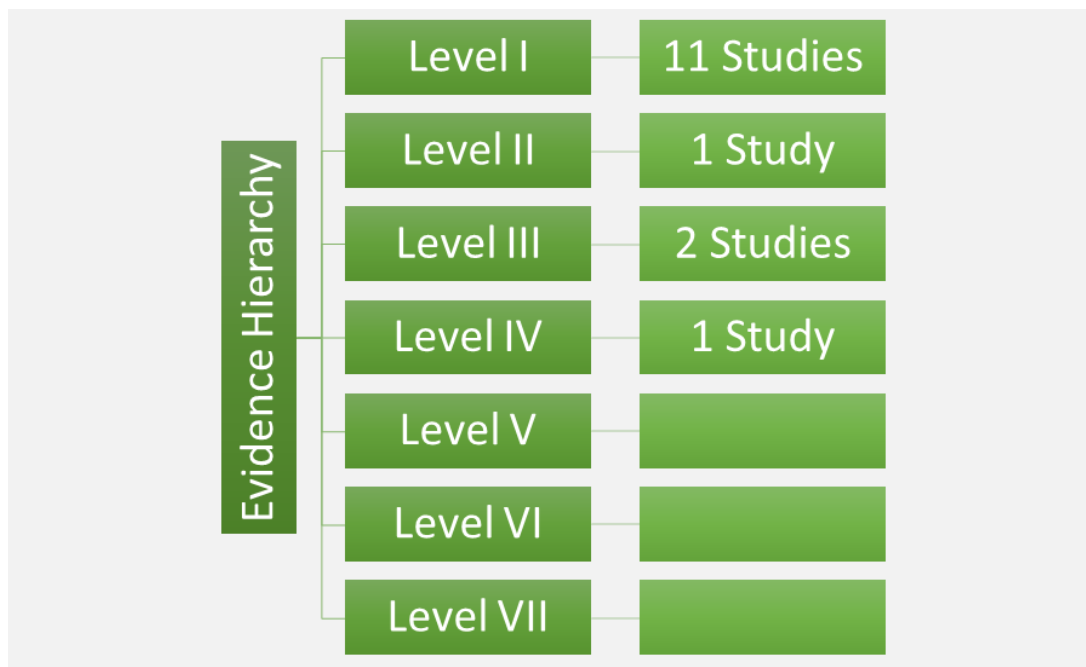 Evidence Hierarchy
Level I
11 Studies
Level II
1 Study
Level III
2 Studies
Level IV
1 Study
Level V
Level VI
Level VII